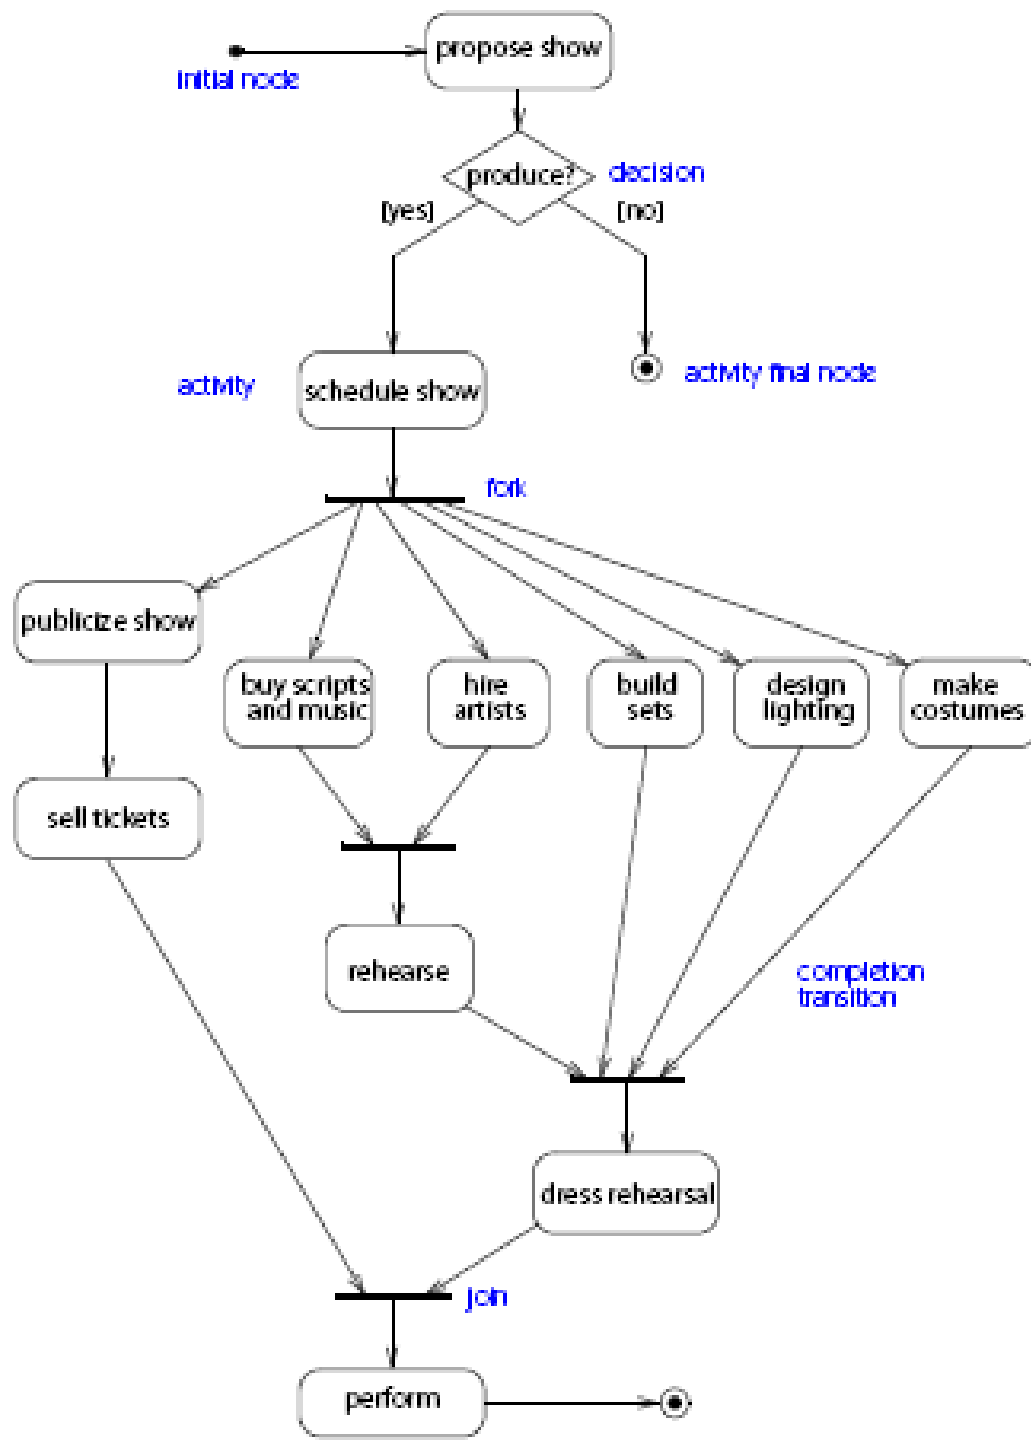 propose show
initial node
produce?
decision
[yes]
[no]
activity
schedule show
activity final node
fork
publicize show
buy scripts
and music
hire
artists
build
sets
design
lighting
make
costumes
sell tickets
rehearse
completion
transition
dress rehearsal
join
perform